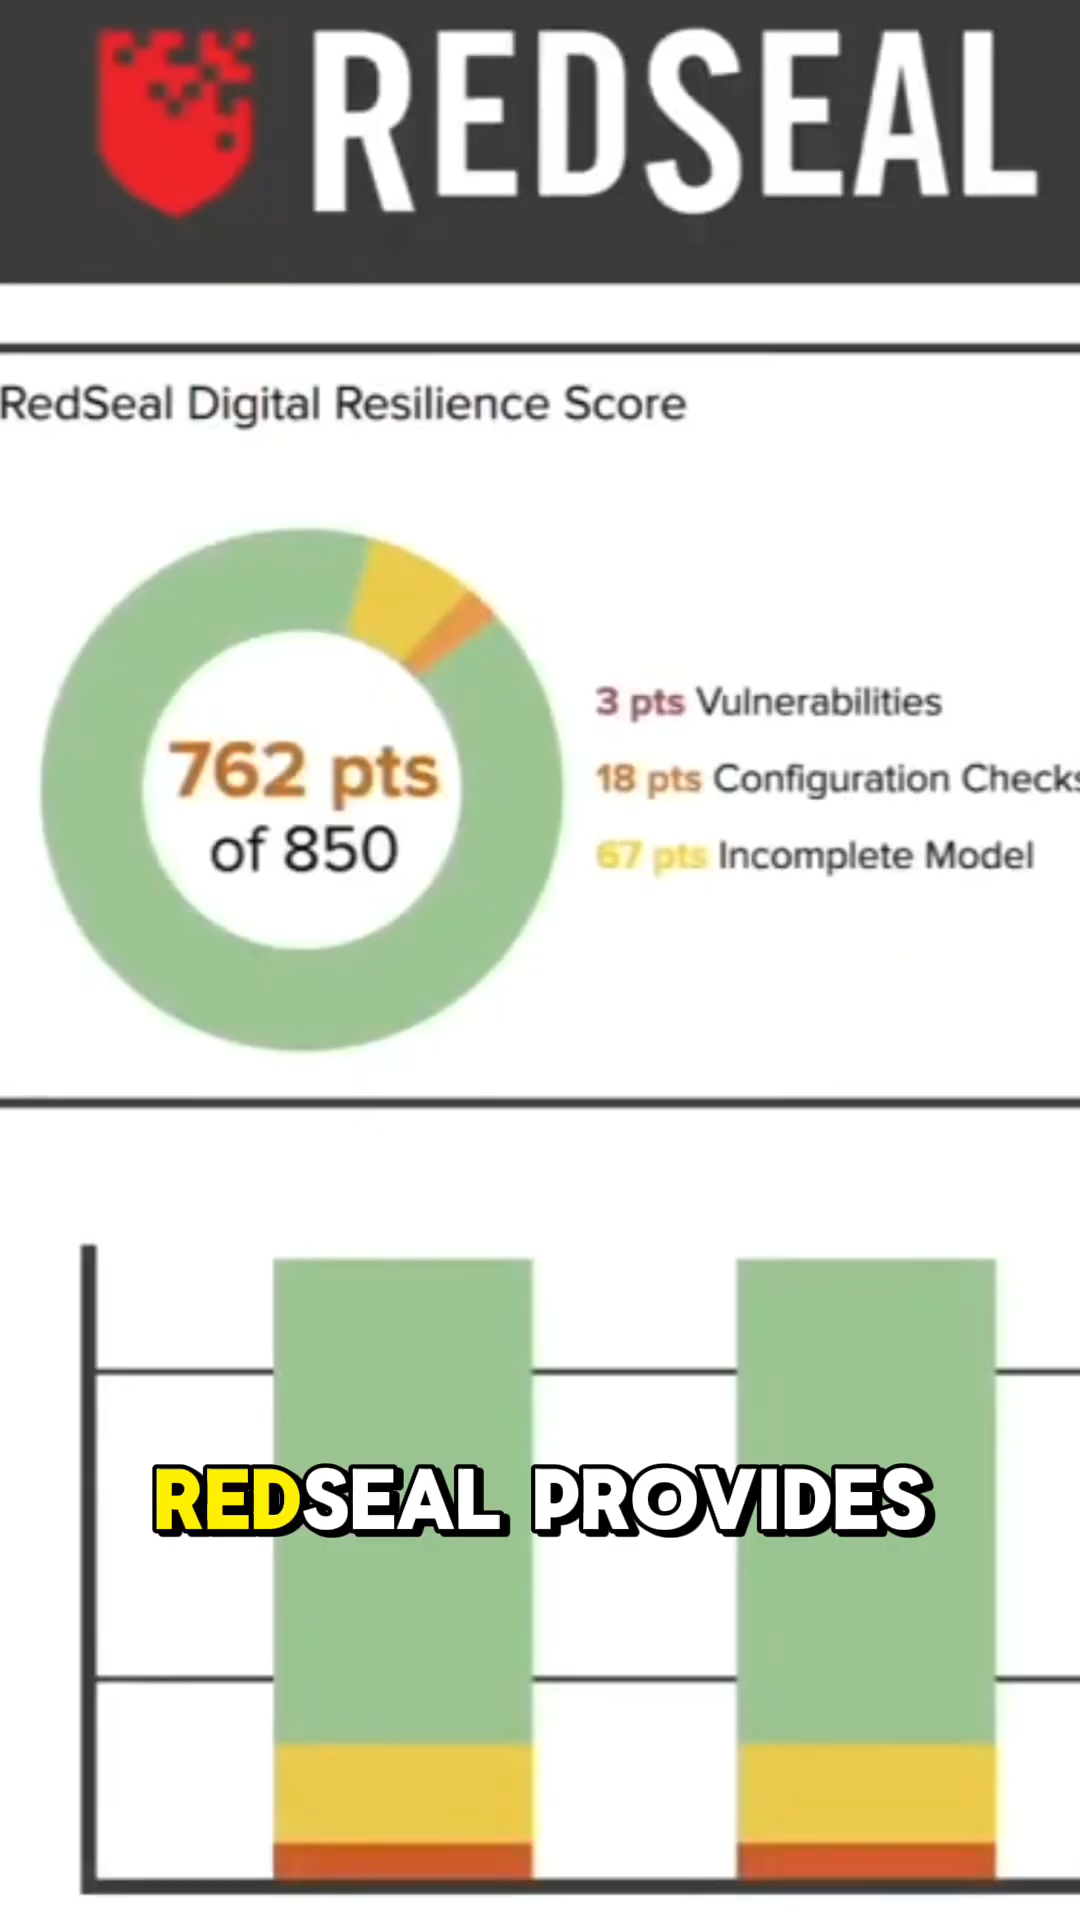 REDSEAL
RedSeal Digital Resilience Score
762 pts
of 850
3 pts Vulnerabilities
18 pts Configuration Checks
67 pts Incomplete Model
REDSEAL PROVIDES